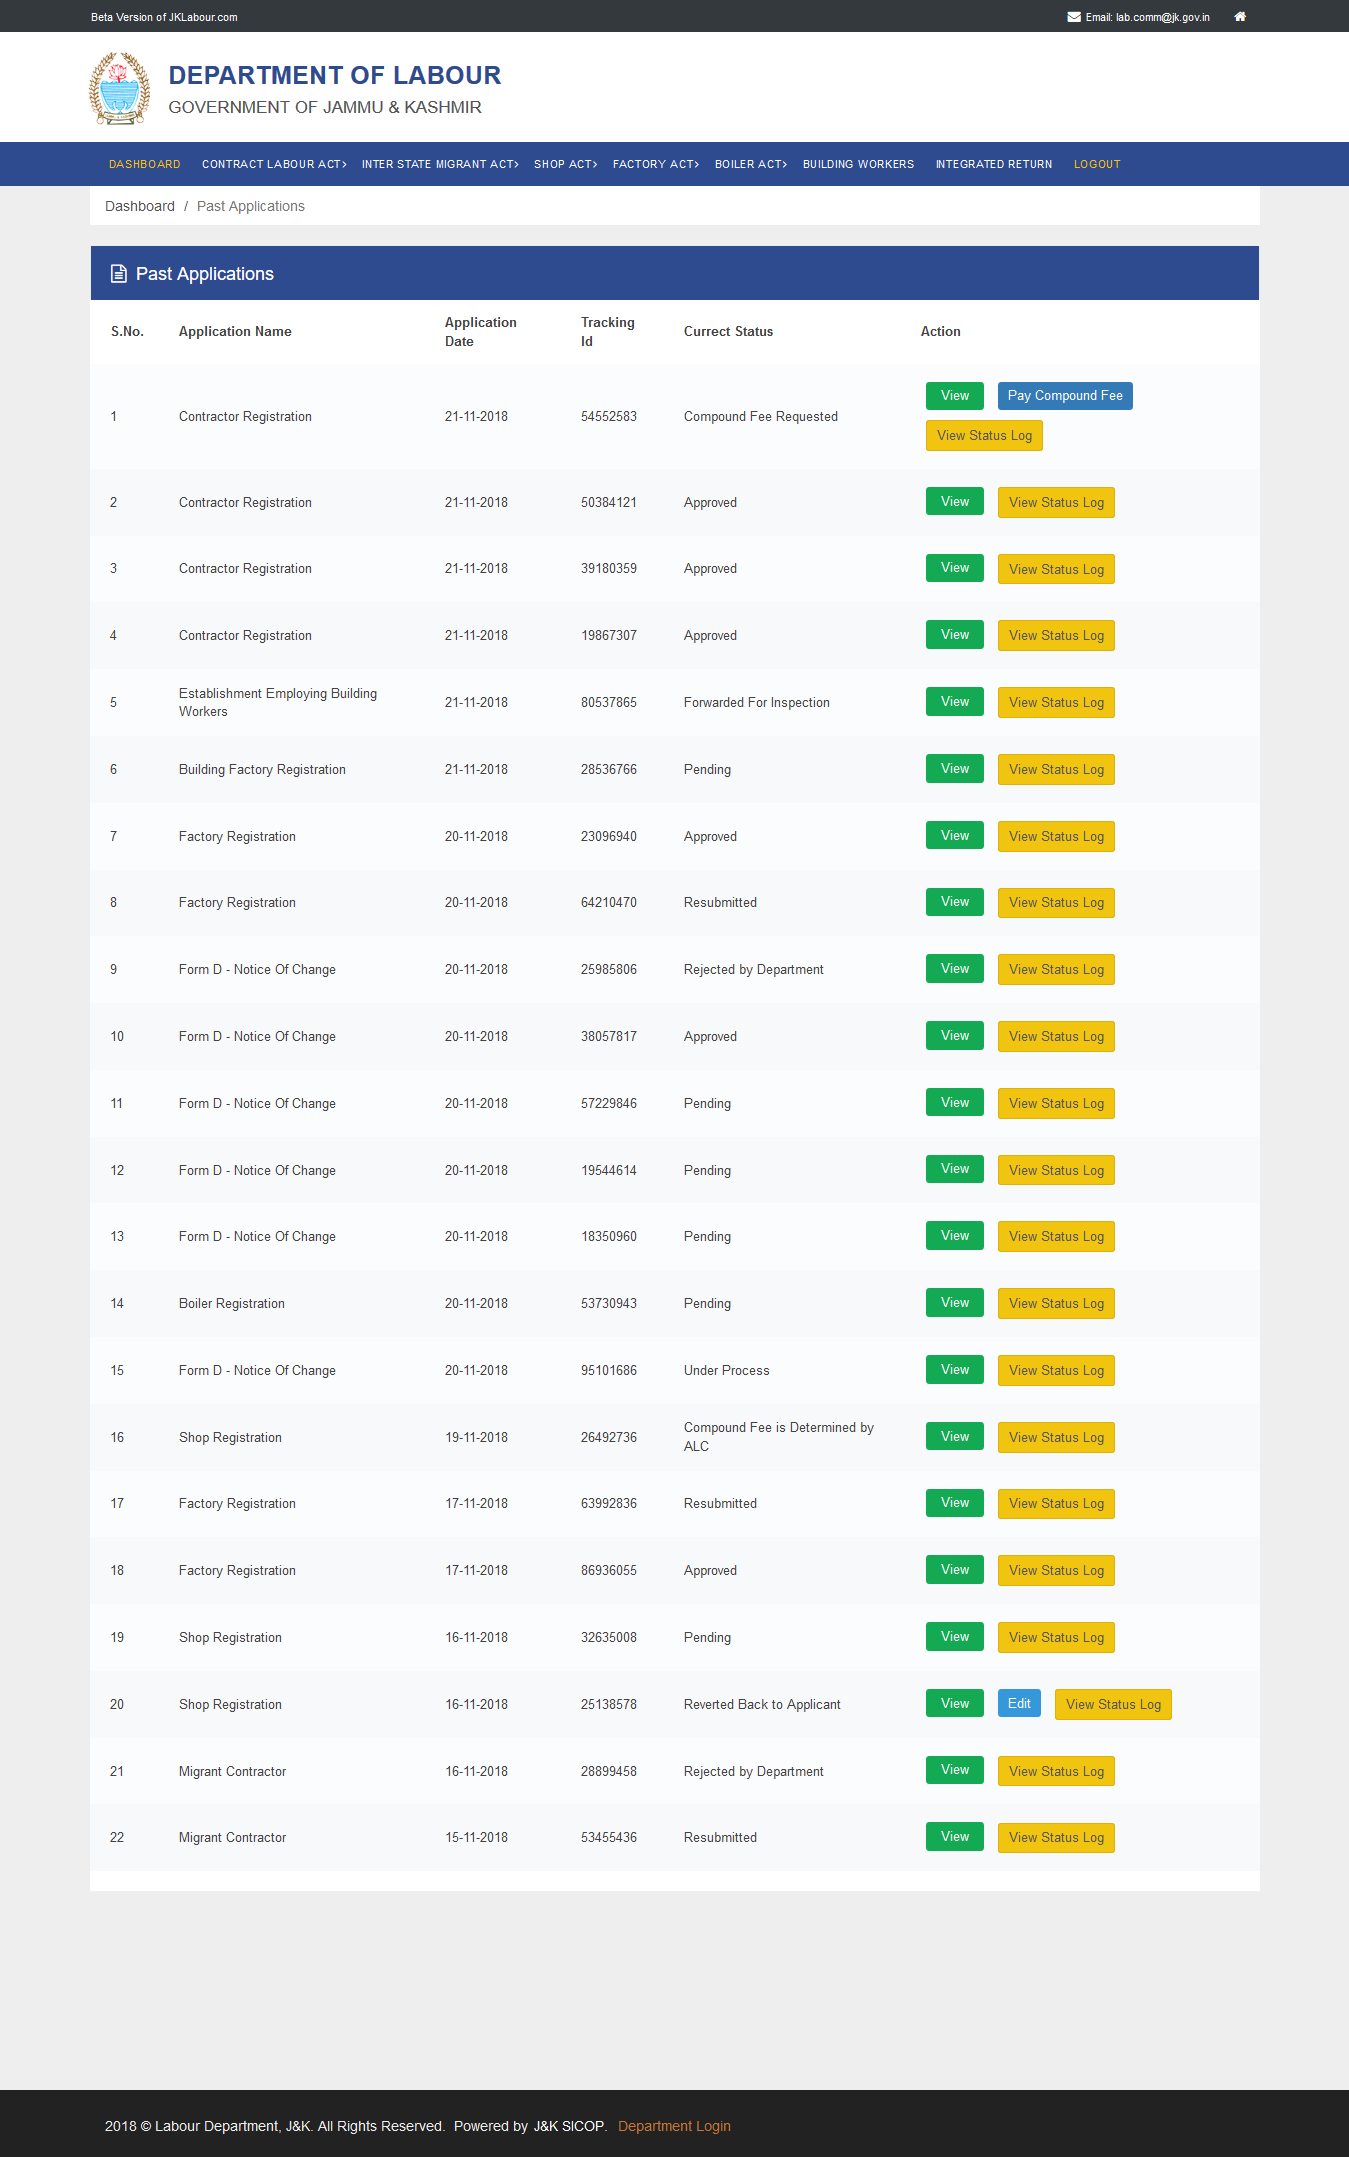 Beta Version of JKLabour.com
Email: lab.comm@jk.gov.in
DEPARTMENT OF LABOUR
GOVERNMENT OF JAMMU & KASHMIR
DASHBOARD CONTRACT LABOUR ACT INTER STATE MIGRANT ACT SHOP ACT FACTORY ACT BOILER ACT BUILDING WORKERS INTEGRATED RETURN LOGOUT
Dashboard / Past Applications
Past Applications
S.No. Application Name Application Date Tracking Id Currect Status Action
1 Contractor Registration 21-11-2018 54552583 Compound Fee Requested View Pay Compound Fee
View Status Log
2 Contractor Registration 21-11-2018 50384121 Approved View View Status Log
3 Contractor Registration 21-11-2018 39180359 Approved View View Status Log
4 Contractor Registration 21-11-2018 19867307 Approved View View Status Log
5 Establishment Employing Building Workers 21-11-2018 80537865 Forwarded For Inspection View View Status Log
6 Building Factory Registration 21-11-2018 28536766 Pending View View Status Log
7 Factory Registration 20-11-2018 23096940 Approved View View Status Log
8 Factory Registration 20-11-2018 64210470 Resubmitted View View Status Log
9 Form D - Notice Of Change 20-11-2018 25985806 Rejected by Department View View Status Log
10 Form D - Notice Of Change 20-11-2018 38057817 Approved View View Status Log
11 Form D - Notice Of Change 20-11-2018 57229846 Pending View View Status Log
12 Form D - Notice Of Change 20-11-2018 19544614 Pending View View Status Log
13 Form D - Notice Of Change 20-11-2018 18350960 Pending View View Status Log
14 Boiler Registration 20-11-2018 53730943 Pending View View Status Log
15 Form D - Notice Of Change 20-11-2018 95101686 Under Process View View Status Log
16 Shop Registration 19-11-2018 26492736 Compound Fee is Determined by ALC View View Status Log
17 Factory Registration 17-11-2018 63992836 Resubmitted View View Status Log
18 Factory Registration 17-11-2018 86936055 Approved View View Status Log
19 Shop Registration 16-11-2018 32635008 Pending View View Status Log
20 Shop Registration 16-11-2018 25138578 Reverted Back to Applicant View Edit View Status Log
21 Migrant Contractor 16-11-2018 28899458 Rejected by Department View View Status Log
22 Migrant Contractor 15-11-2018 53455436 Resubmitted View View Status Log
2018 © Labour Department, J&K. All Rights Reserved. Powered by J&K SICOP. Department Login